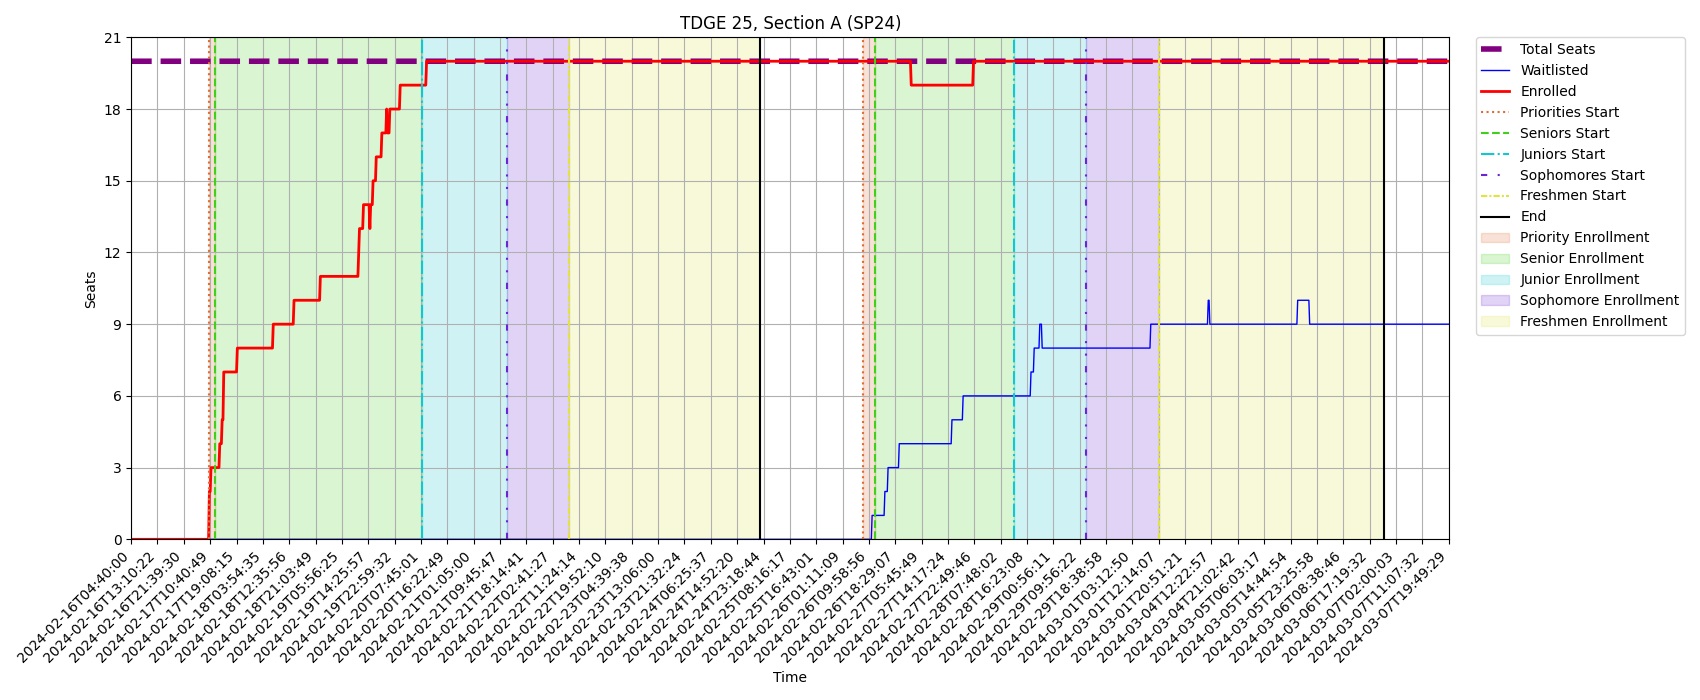 TDGE 25, Section A (SP24)
21
18
15
12
9
6
3
0
Seats
2024-02-16T04:40:00
2024-02-16T13:10:22
2024-02-16T21:39:30
2024-02-17T10:40:49
2024-02-17T19:08:15
2024-02-18T03:54:35
2024-02-18T12:35:56
2024-02-18T21:03:49
2024-02-19T05:56:25
2024-02-19T14:25:57
2024-02-19T22:59:32
2024-02-20T07:45:01
2024-02-20T16:22:49
2024-02-21T01:05:00
2024-02-21T09:45:47
2024-02-21T18:14:41
2024-02-22T02:41:27
2024-02-22T11:24:14
2024-02-22T19:52:10
2024-02-23T04:39:38
2024-02-23T13:06:00
2024-02-23T21:32:24
2024-02-24T06:25:37
2024-02-24T14:52:20
2024-02-24T23:18:44
2024-02-25T08:16:17
2024-02-25T16:43:01
2024-02-26T01:11:09
2024-02-26T09:58:56
2024-02-26T18:29:07
2024-02-27T05:45:49
2024-02-27T14:17:24
2024-02-27T22:49:46
2024-02-28T07:48:02
2024-02-28T16:23:08
2024-02-29T00:56:11
2024-02-29T09:56:22
2024-02-29T18:38:58
2024-03-01T03:12:50
2024-03-01T12:14:07
2024-03-01T20:51:21
2024-03-04T12:22:57
2024-03-04T21:02:42
2024-03-05T06:03:17
2024-03-05T14:44:54
2024-03-05T23:25:58
2024-03-06T08:38:46
2024-03-06T17:19:32
2024-03-07T02:00:03
2024-03-07T11:07:32
2024-03-07T19:49:29
Time
Total Seats
Waitlisted
Enrolled
Priorities Start
Seniors Start
Juniors Start
Sophomores Start
Freshmen Start
End
Priority Enrollment
Senior Enrollment
Junior Enrollment
Sophomore Enrollment
Freshmen Enrollment